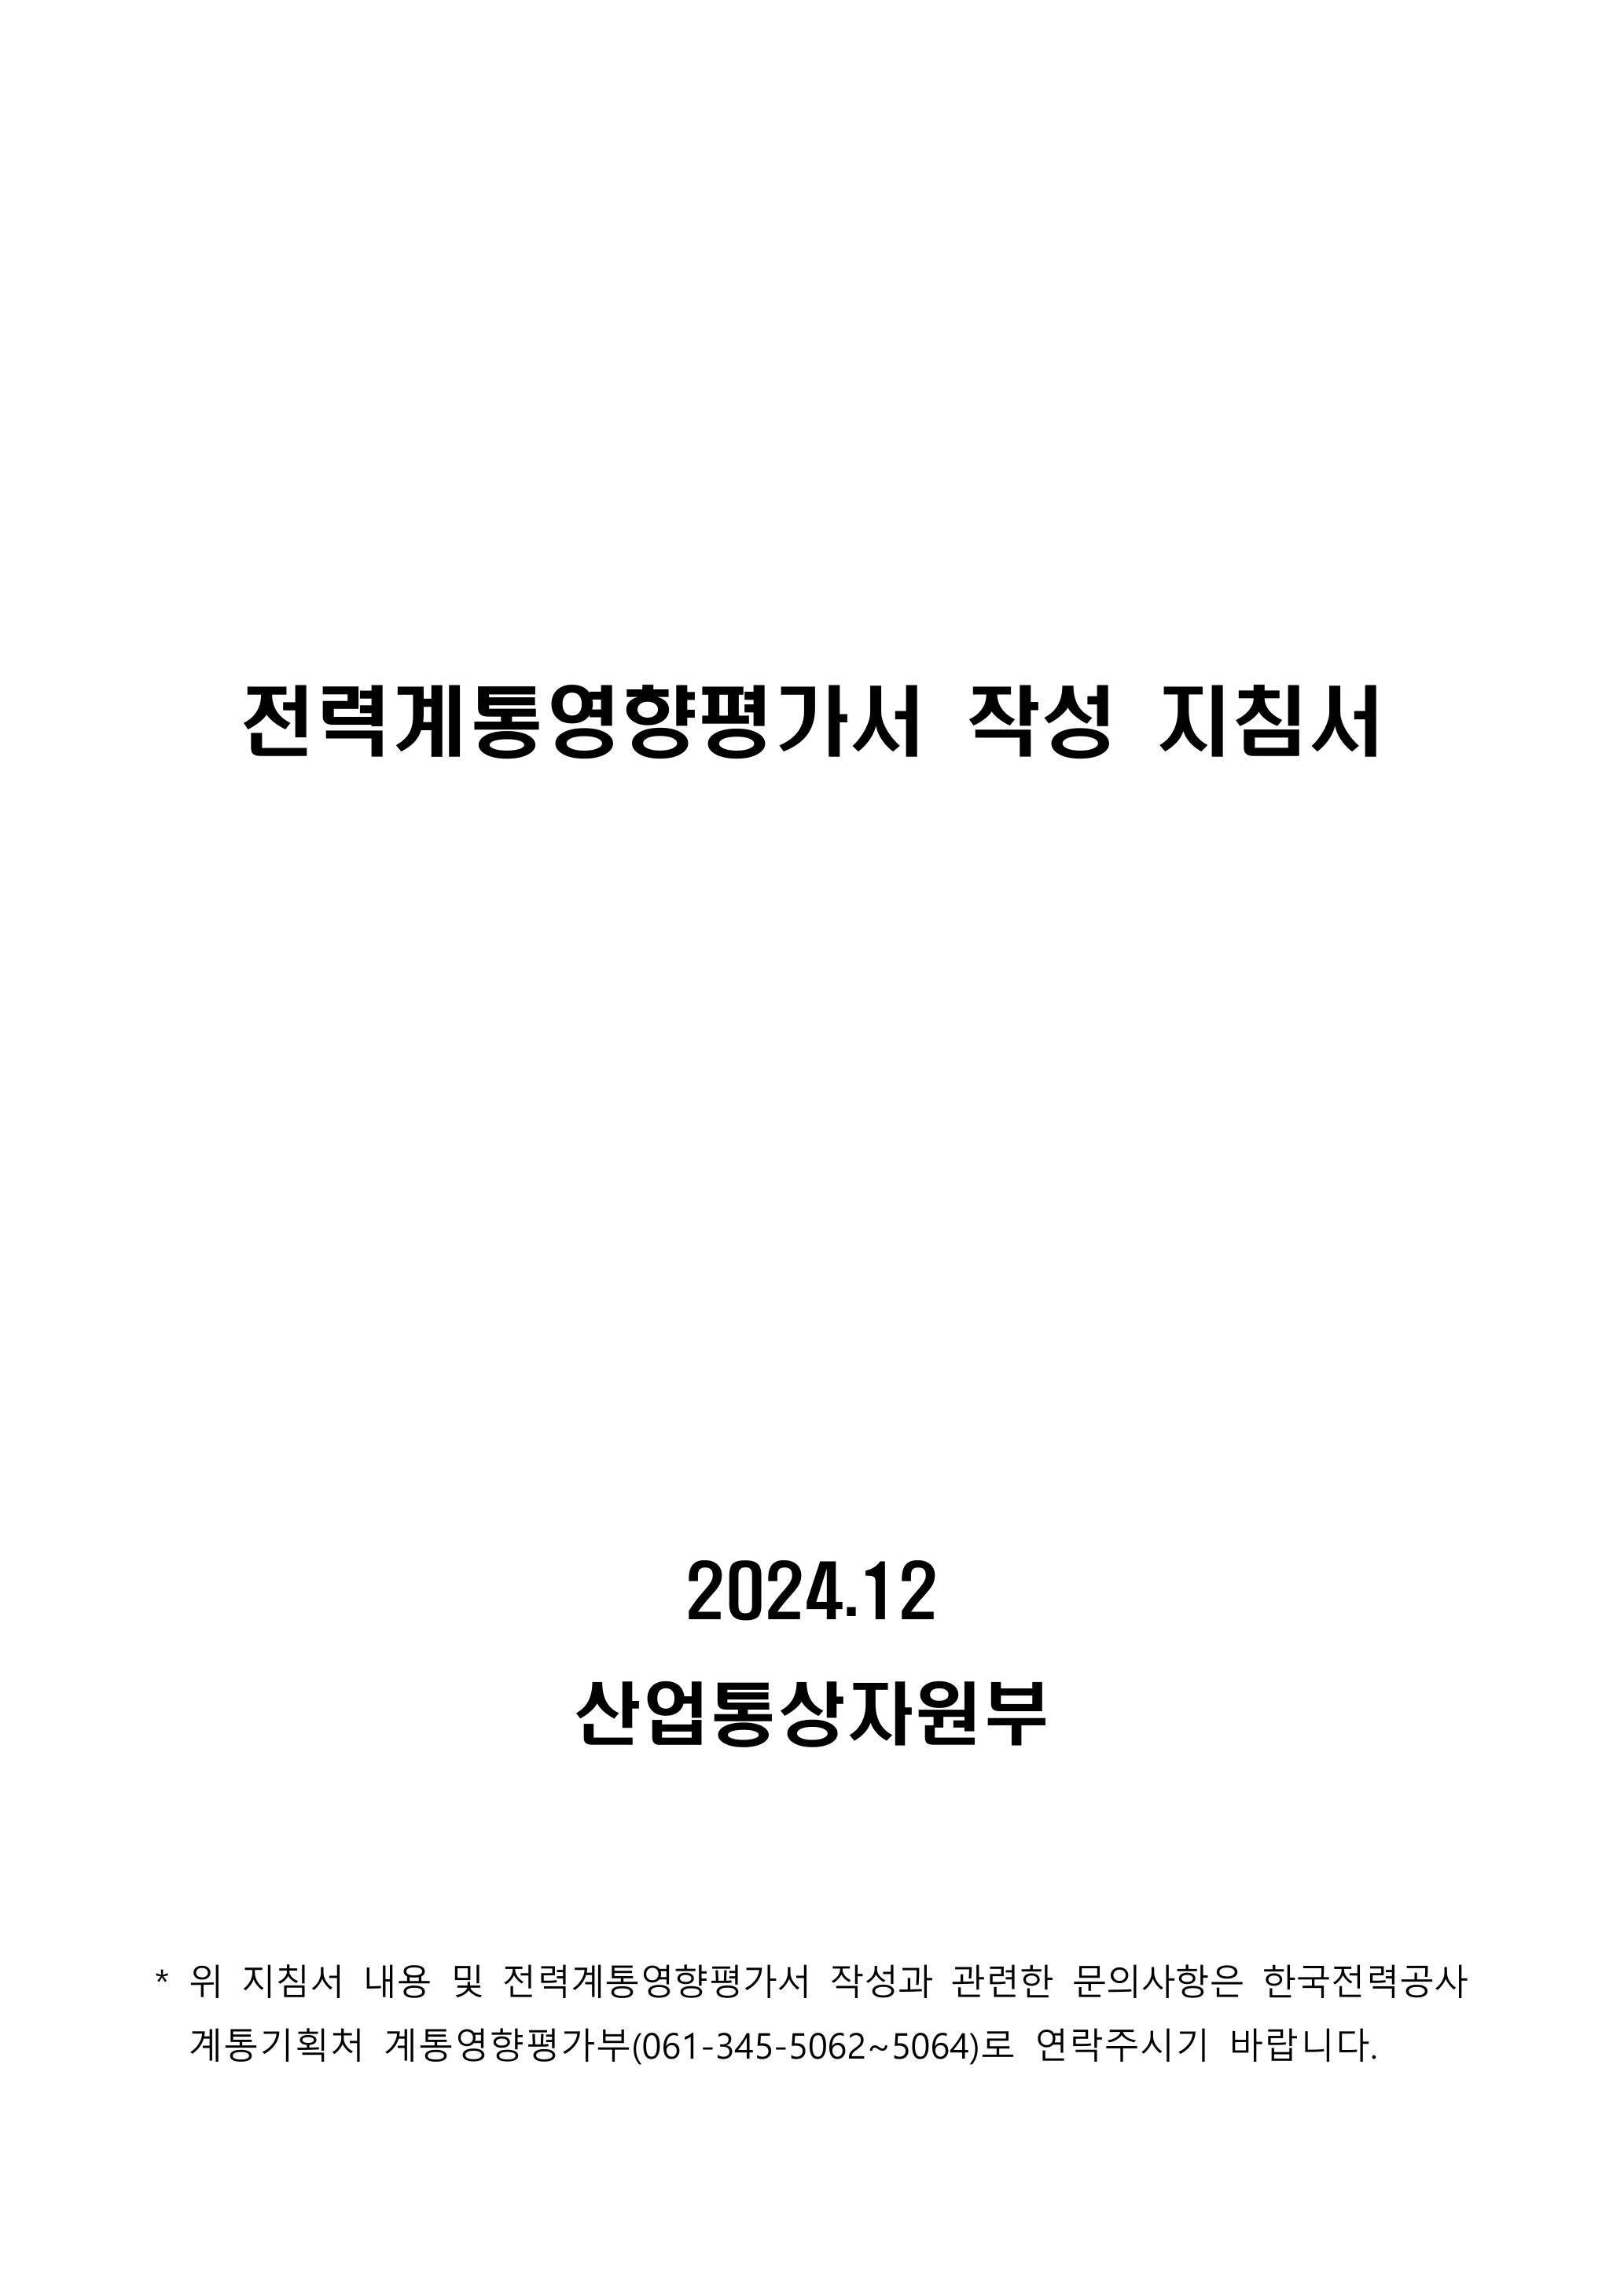 전력계통영향평가서 작성 지침서
2024.12
산업통상자원부
* 위 지침서 내용 및 전력계통영향평가서 작성과 관련한 문의사항은 한국전력공사
계통기획처 계통영향평가부(061-345-5062~5064)로 연락주시기 바랍니다.